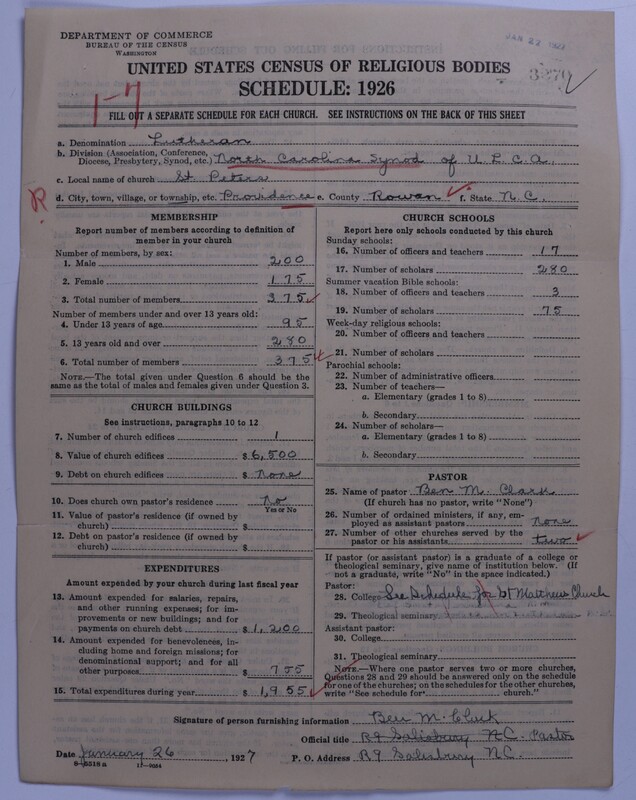 DEPARTMENT OF COMMERCE
BUREAU OF THE CENSUS
WASHINGTON
JAN 27 1927
UNITED STATES CENSUS OF RELIGIOUS BODIES
SCHEDULE: 1926
1-7
FILL OUT A SEPARATE SCHEDULE FOR EACH CHURCH. SEE INSTRUCTIONS ON THE BACK OF THIS SHEET
a. Denomination Lutheran
b. Division (Association, Conference, Diocese, Presbytery, Synod, etc.) North Carolina Synod of U.L.C.A.
c. Local name of church St. Peters
R. d. City, town, village, or township, etc. Providence e. County Rowan f. State N.C.
MEMBERSHIP
Report number of members according to definition of
member in your church
Number of members, by sex:
1. Male 200
2. Female 175
3. Total number of members 375
Number of members under and over 13 years old:
4. Under 13 years of age 95
5. 13 years old and over 280
6. Total number of members 375
NOTE.—The total given under Question 6 should be the
same as the total of males and females given under Question 3.
CHURCH BUILDINGS
See instructions, paragraphs 10 to 12
7. Number of church edifices 1
8. Value of church edifices $6,500
9. Debt on church edifices $ none
10. Does church own pastor's residence no
Yes or No
11. Value of pastor's residence (if owned by
church) $
12. Debt on pastor's residence (if owned by
church) $
EXPENDITURES
Amount expended by your church during last fiscal year
13. Amount expended for salaries, repairs,
and other running expenses; for im-
provements or new buildings; and for
payments on church debt $1,200
14. Amount expended for benevolences, in-
cluding home and foreign missions; for
denominational support; and for all
other purposes $ 755
15. Total expenditures during year $1,955
CHURCH SCHOOLS
Report here only schools conducted by this church
Sunday schools:
16. Number of officers and teachers 17
17. Number of scholars 280
Summer vacation Bible schools:
18. Number of officers and teachers 3
19. Number of scholars 75
Week-day religious schools:
20. Number of officers and teachers
21. Number of scholars
Parochial schools:
22. Number of administrative officers
23. Number of teachers—
a. Elementary (grades 1 to 8)
b. Secondary
24. Number of scholars—
a. Elementary (grades 1 to 8)
b. Secondary
PASTOR
25. Name of pastor Ben M. Clark
(If church has no pastor, write "None")
26. Number of ordained ministers, if any, em-
ployed as assistant pastors none
27. Number of other churches served by the
pastor or his assistants two
If pastor (or assistant pastor) is a graduate of a college or
theological seminary, give name of institution below. (If
not a graduate, write "No" in the space indicated.)
Pastor:
28. College See Schedule for St Matthews Church
29. Theological seminary
Assistant pastor:
30. College
31. Theological seminary
NOTE.—Where one pastor serves two or more churches,
Questions 28 and 29 should be answered only on the schedule
for one of the churches; on the schedules for the other churches,
write "See schedule for church."
Signature of person furnishing information Ben M. Clark
Official title R9 Salisbury N.C. Pastor
Date January 26, 1927 P. O. Address R9 Salisbury N.C.